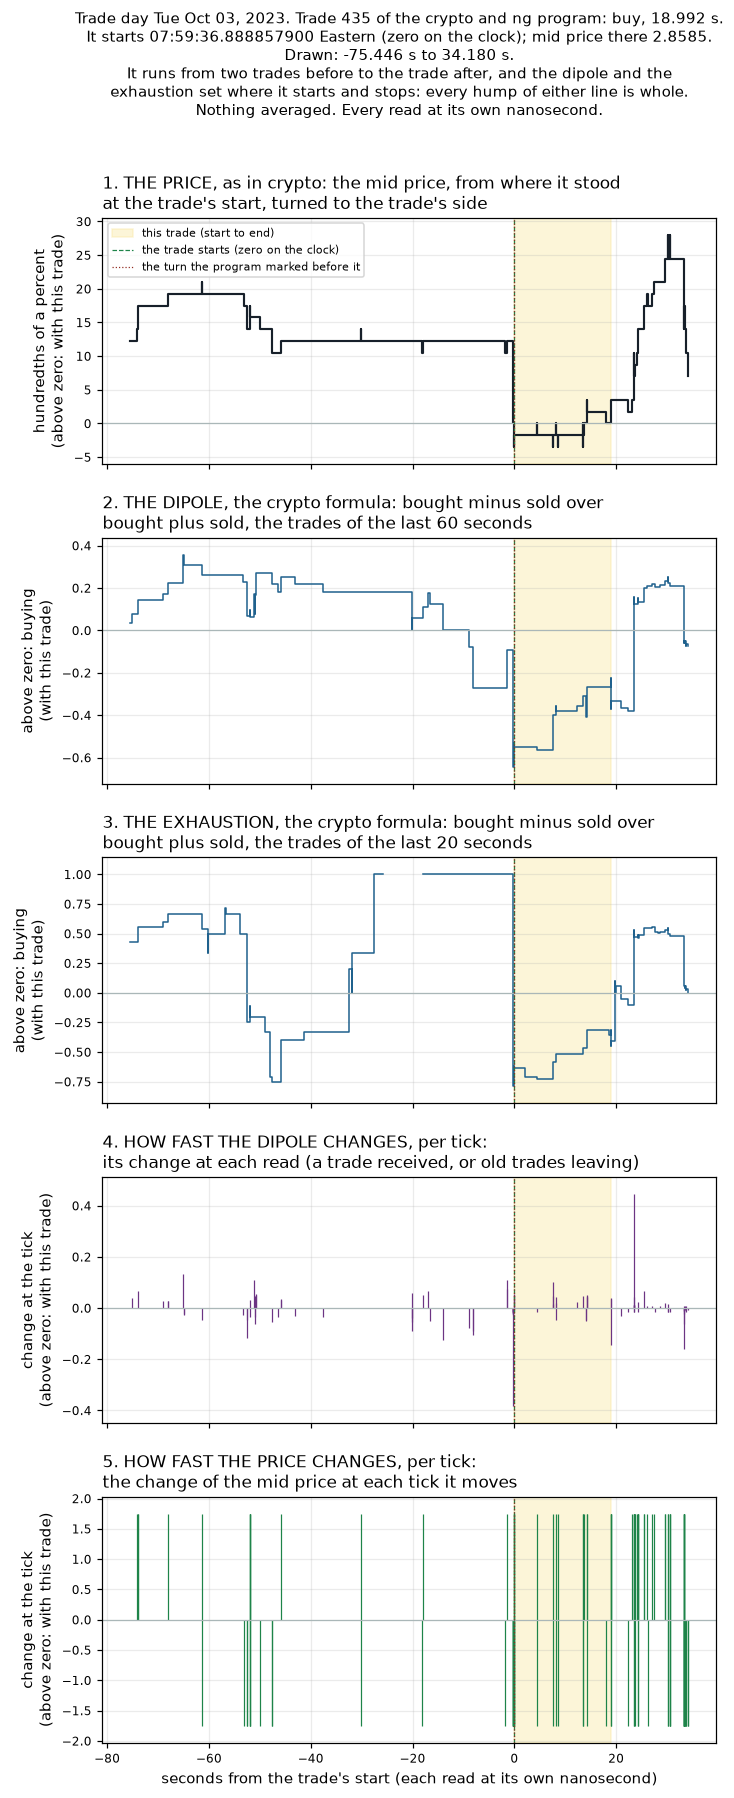 Trade day Tue Oct 03, 2023. Trade 435 of the crypto and ng program: buy, 18.992 s.
It starts 07:59:36.888857900 Eastern (zero on the clock); mid price there 2.8585.
Drawn: -75.446 s to 34.180 s.
It runs from two trades before to the trade after, and the dipole and the
exhaustion set where it starts and stops: every hump of either line is whole.
Nothing averaged. Every read at its own nanosecond.
1. THE PRICE, as in crypto: the mid price, from where it stood
at the trade's start, turned to the trade's side
this trade (start to end)
the trade starts (zero on the clock)
the turn the program marked before it
hundredths of a percent
(above zero: with this trade)
30
25
20
15
10
5
0
−5
2. THE DIPOLE, the crypto formula: bought minus sold over
bought plus sold, the trades of the last 60 seconds
above zero: buying
(with this trade)
0.4
0.2
0.0
−0.2
−0.4
−0.6
3. THE EXHAUSTION, the crypto formula: bought minus sold over
bought plus sold, the trades of the last 20 seconds
above zero: buying
(with this trade)
1.00
0.75
0.50
0.25
0.00
−0.25
−0.50
−0.75
4. HOW FAST THE DIPOLE CHANGES, per tick:
its change at each read (a trade received, or old trades leaving)
change at the tick
(above zero: with this trade)
0.4
0.2
0.0
−0.2
−0.4
5. HOW FAST THE PRICE CHANGES, per tick:
the change of the mid price at each tick it moves
change at the tick
(above zero: with this trade)
2.0
1.5
1.0
0.5
0.0
−0.5
−1.0
−1.5
−2.0
−80
−60
−40
−20
0
20
seconds from the trade's start (each read at its own nanosecond)